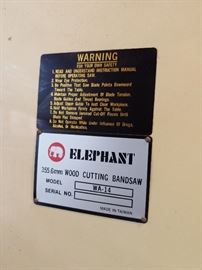 WARNING
FOR YOUR OWN SAFETY
1. READ AND UNDERSTAND INSTRUCTION MANUAL
BEFORE OPERATING SAW.
2. Wear Eye Protection.
3. Be Positive That Saw Blade Points Downward
Toward The Table.
4. Maintain Proper Adjustment Of Blade Tension,
Blade Guides And Thrust Bearings.
5. Adjust Upper Guide To Just Clear Workpiece.
6. Hold Workpiece Firmly Against Table.
7. Do Not Remove Jammed Cutoff Pieces Until
Blade Has Stopped.
8. Do Not Operate While Under Influence Of Drugs,
Alcohol, Or Medication.
ELEPHANT
355.6mm WOOD CUTTING BANDSAW
MODEL WA-14
SERIAL NO.
MADE IN TAIWAN